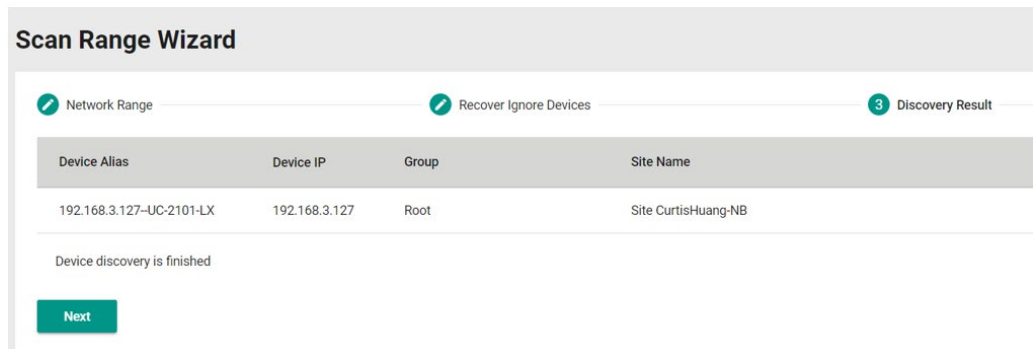 Scan Range Wizard
Network Range
Recover Ignore Devices
3 Discovery Result
Device Alias Device IP Group Site Name
192.168.3.127--UC-2101-LX 192.168.3.127 Root Site CurtisHuang-NB
Device discovery is finished
Next